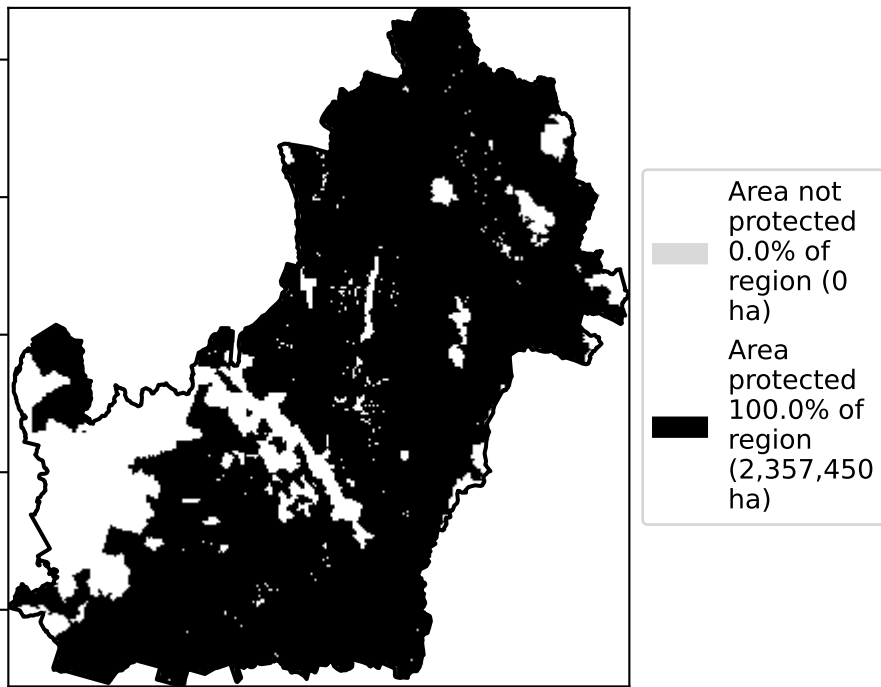 Area not
protected
0.0% of
region (0
ha)
Area
protected
100.0% of
region
(2,357,450
ha)